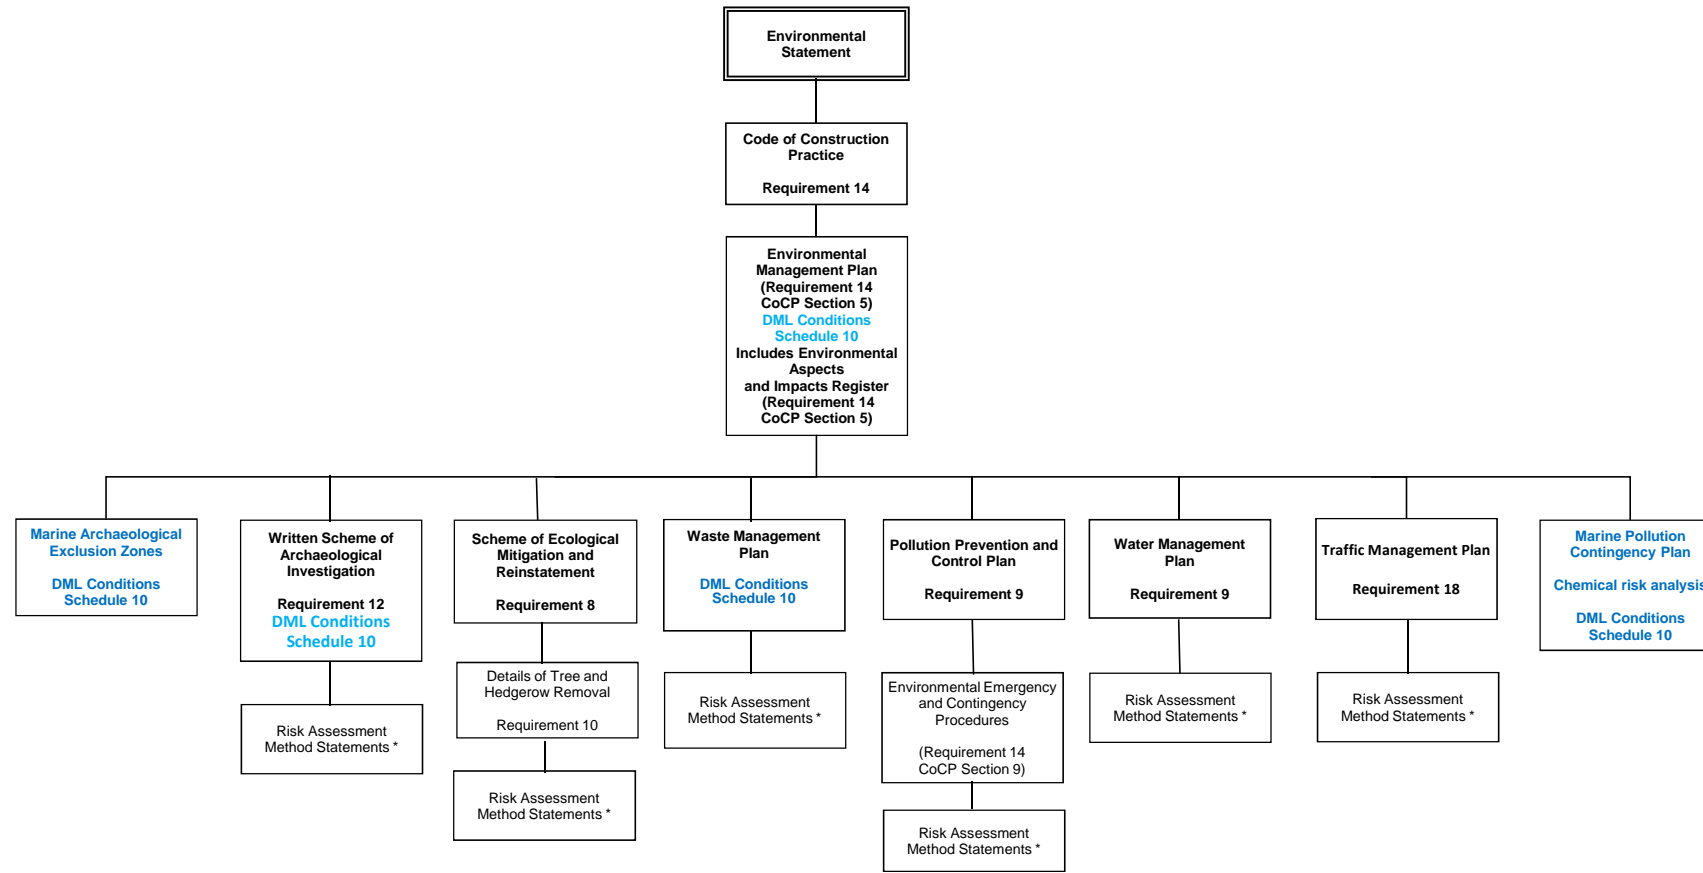 Environmental
Statement
Code of Construction
Practice
Requirement 14
Environmental
Management Plan
(Requirement 14
CoCP Section 5)
DML Conditions
Schedule 10
Includes Environmental
Aspects
and Impacts Register
(Requirement 14
CoCP Section 5)
Marine Archaeological
Exclusion Zones
DML Conditions
Schedule 10
Written Scheme of
Archaeological
Investigation
Requirement 12
DML Conditions
Schedule 10
Risk Assessment
Method Statements *
Scheme of Ecological
Mitigation and
Reinstatement
Requirement 8
Details of Tree and
Hedgerow Removal
Requirement 10
Risk Assessment
Method Statements *
Waste Management
Plan
DML Conditions
Schedule 10
Risk Assessment
Method Statements *
Pollution Prevention and
Control Plan
Requirement 9
Environmental Emergency
and Contingency
Procedures
(Requirement 14
CoCP Section 9)
Risk Assessment
Method Statements *
Water Management
Plan
Requirement 9
Risk Assessment
Method Statements *
Traffic Management Plan
Requirement 18
Risk Assessment
Method Statements *
Marine Pollution
Contingency Plan
Chemical risk analysis
DML Conditions
Schedule 10